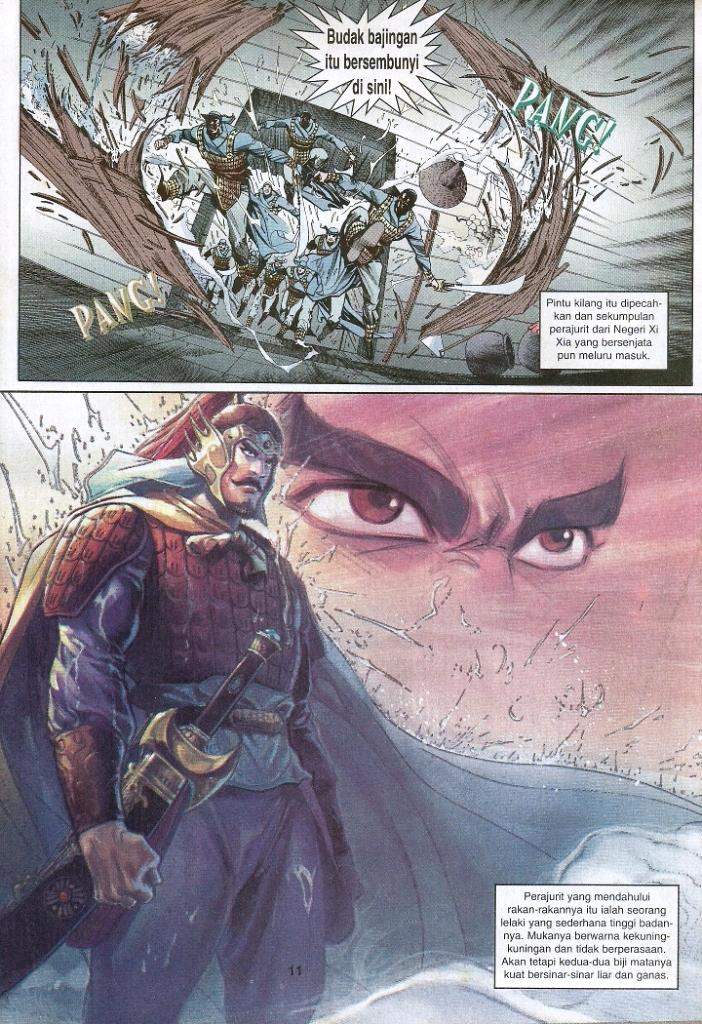 Budak bajingan
itu bersembunyi
di sini!
PANG!
PANG!
Pintu kilang itu dipecah-
kan dan sekumpulan
perajurit dari Negeri Xi
Xia yang bersenjata
pun meluru masuk.
Perajurit yang mendahului
rakan-rakannya itu ialah seorang
lelaki yang sederhana tinggi badan-
nya. Mukanya berwarna kekuning-
kuningan dan tidak berperasaan.
Akan tetapi kedua-dua biji matanya
kuat bersinar-sinar liar dan ganas.
11